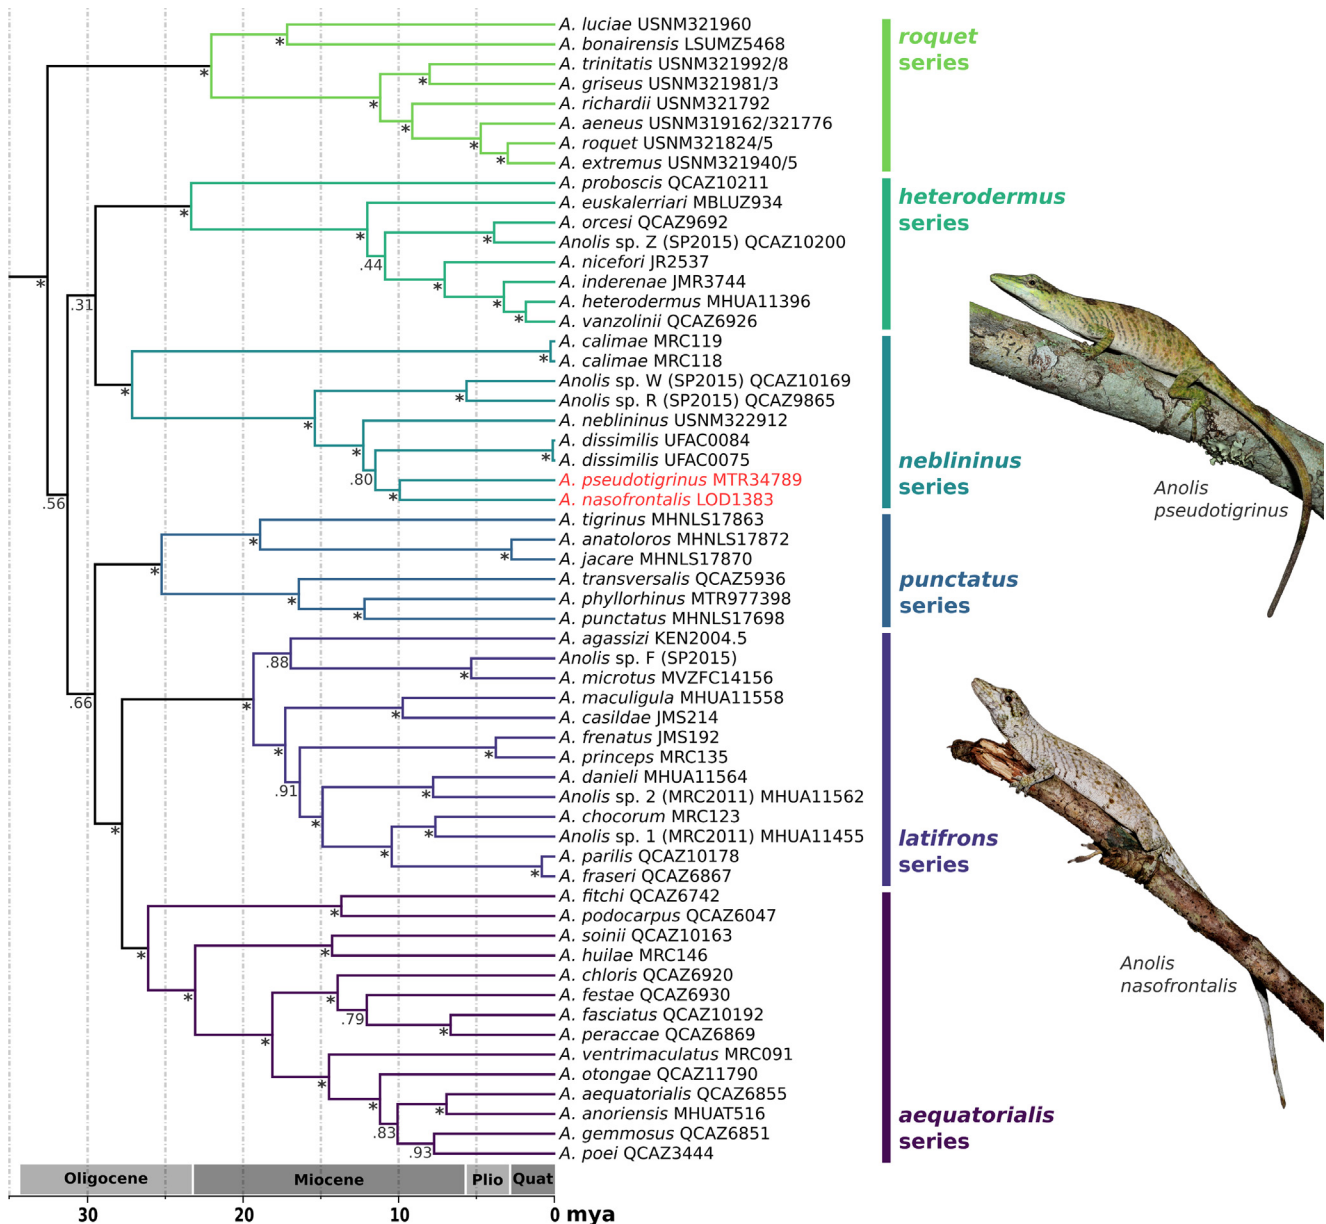 A. luciae USNM321960
A. bonairensis LSUMZ5468
A. trinitatis USNM321992/8
A. griseus USNM321981/3
A. richardii USNM321792
A. aeneus USNM319162/321776
A. roquet USNM321824/5
A. extremus USNM321940/5
roquet
series
A. proboscis QCAZ10211
A. euskalerriari MBLUZ934
A. orcesi QCAZ9692
Anolis sp. Z (SP2015) QCAZ10200
A. nicefori JR2537
A. inderenae JMR3744
A. heterodermus MHUA11396
A. vanzolinii QCAZ6926
heterodermus
series
A. calimae MRC119
A. calimae MRC118
Anolis sp. W (SP2015) QCAZ10169
Anolis sp. R (SP2015) QCAZ9865
A. neblininus USNM322912
A. dissimilis UFAC0084
A. dissimilis UFAC0075
A. pseudotigrinus MTR34789
A. nasofrontalis LOD1383
neblininus
series
A. tigrinus MHNLS17863
A. anatoloros MHNLS17872
A. jacare MHNLS17870
A. transversalis QCAZ5936
A. phyllorhinus MTR977398
A. punctatus MHNLS17698
punctatus
series
A. agassizi KEN2004.5
Anolis sp. F (SP2015)
A. microtus MVZFC14156
A. maculigula MHUA11558
A. casildae JMS214
A. frenatus JMS192
A. princeps MRC135
A. danieli MHUA11564
Anolis sp. 2 (MRC2011) MHUA11562
A. chocorum MRC123
Anolis sp. 1 (MRC2011) MHUA11455
A. parilis QCAZ10178
A. fraseri QCAZ6867
latifrons
series
A. fitchi QCAZ6742
A. podocarpus QCAZ6047
A. soinii QCAZ10163
A. huilae MRC146
A. chloris QCAZ6920
A. festae QCAZ6930
A. fasciatus QCAZ10192
A. peraccae QCAZ6869
A. ventrimaculatus MRC091
A. otongae QCAZ11790
A. aequatorialis QCAZ6855
A. anoriensis MHUAT516
A. gemmosus QCAZ6851
A. poei QCAZ3444
aequatorialis
series
Anolis
pseudotigrinus
Anolis
nasofrontalis
.44
.31
.80
.56
.88
.66
.91
.79
.83
.93
Oligocene Miocene Plio Quat
30 20 10 0 mya